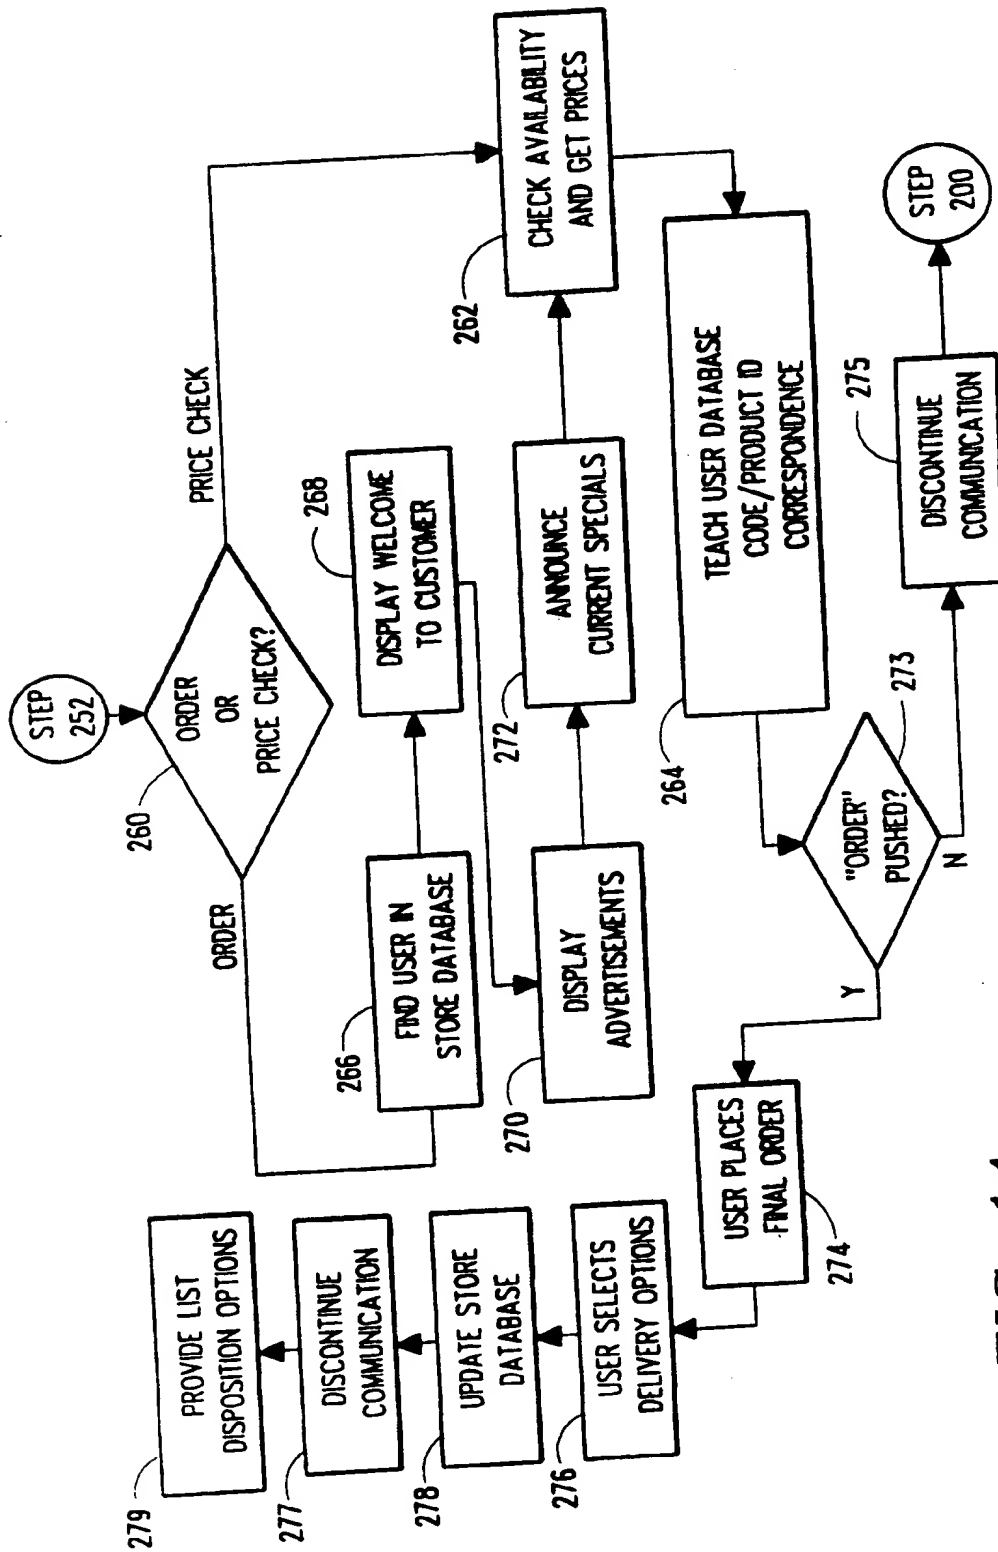 STEP
252
260
ORDER
OR
PRICE CHECK?
ORDER
PRICE CHECK
266
FIND USER IN
STORE DATABASE
268
DISPLAY WELCOME
TO CUSTOMER
270
DISPLAY
ADVERTISEMENTS
272
ANNOUNCE
CURRENT SPECIALS
262
CHECK AVAILABILITY
AND GET PRICES
264
TEACH USER DATABASE
CODE/PRODUCT ID
CORRESPONDENCE
273
"ORDER"
PUSHED?
Y
N
275
DISCONTINUE
COMMUNICATION
STEP
200
274
USER PLACES
FINAL ORDER
276
USER SELECTS
DELIVERY OPTIONS
278
UPDATE STORE
DATABASE
277
DISCONTINUE
COMMUNICATION
279
PROVIDE LIST
DISPOSITION OPTIONS